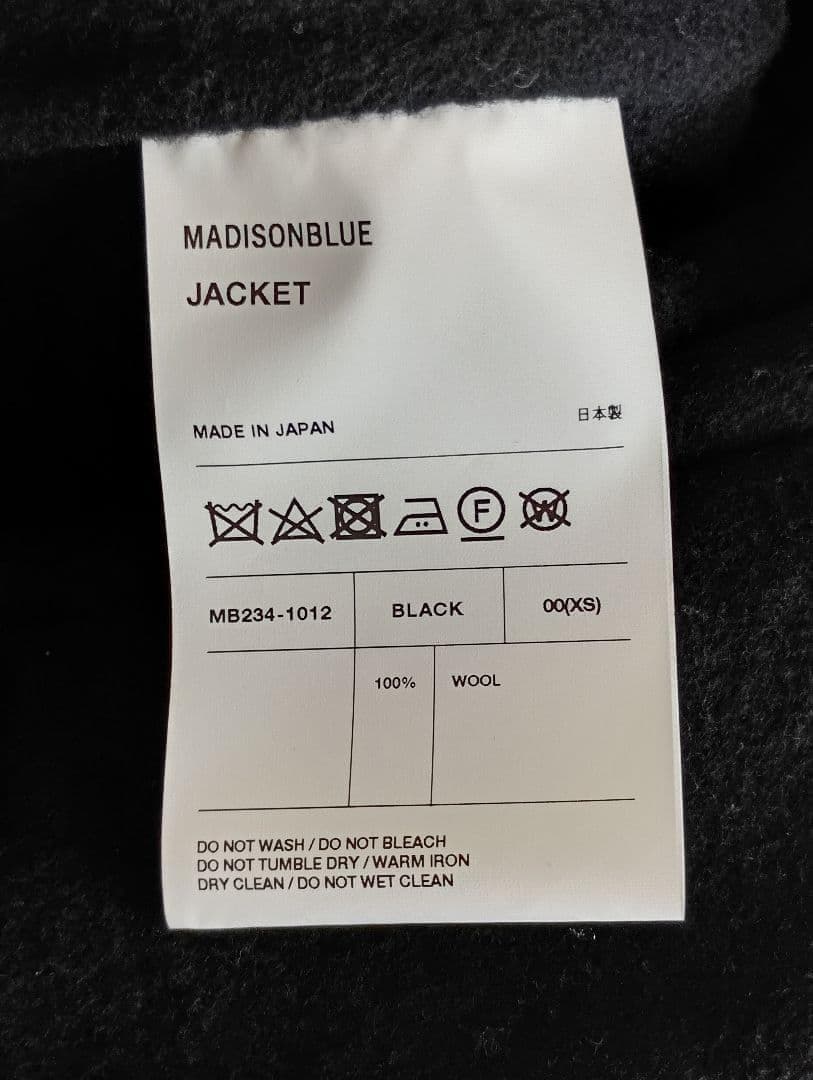 MADISONBLUE
JACKET
MADE IN JAPAN 日本製
F W
MB234-1012 BLACK 00(XS)
100% WOOL
DO NOT WASH / DO NOT BLEACH
DO NOT TUMBLE DRY / WARM IRON
DRY CLEAN / DO NOT WET CLEAN